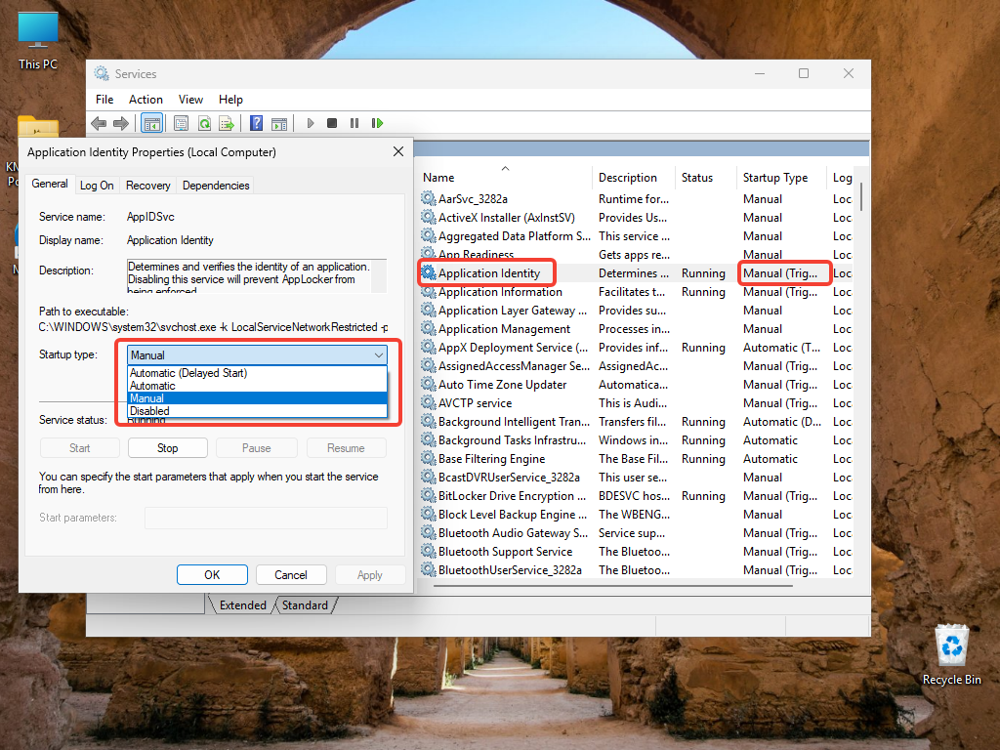 This PC
Services
File Action View Help
Application Identity Properties (Local Computer)
General Log On Recovery Dependencies
Service name: AppIDSvc
Display name: Application Identity
Description: Determines and verifies the identity of an application.
Disabling this service will prevent AppLocker from
being enforced
Path to executable:
C:\WINDOWS\system32\svchost.exe -k LocalServiceNetworkRestricted -p
Startup type: Manual
Automatic (Delayed Start)
Automatic
Manual
Disabled
Service status: Running
Start Stop Pause Resume
You can specify the start parameters that apply when you start the service
from here.
Start parameters:
OK Cancel Apply
Name Description Status Startup Type Log
AarSvc_3282a Runtime for... Manual Loc
ActiveX Installer (AxInstSV) Provides Us... Manual Loc
Aggregated Data Platform S... This service ... Manual Loc
App Readiness Gets apps re... Manual Loc
Application Identity Determines ... Running Manual (Trig... Loc
Application Information Facilitates t... Running Manual (Trig... Loc
Application Layer Gateway ... Provides su... Manual Loc
Application Management Processes in... Manual Loc
AppX Deployment Service (... Provides inf... Running Automatic (T... Loc
AssignedAccessManager Se... AssignedAc... Manual (Trig... Loc
Auto Time Zone Updater Automatica... Manual (Trig... Loc
AVCTP service This is Audi... Manual (Trig... Loc
Background Intelligent Tran... Transfers fil... Running Automatic (D... Loc
Background Tasks Infrastru... Windows in... Running Automatic Loc
Base Filtering Engine The Base Fil... Running Automatic Loc
BcastDVRUserService_3282a This user se... Manual Loc
BitLocker Drive Encryption ... BDESVC hos... Running Manual (Trig... Loc
Block Level Backup Engine ... The WBENG... Manual Loc
Bluetooth Audio Gateway S... Service sup... Manual (Trig... Loc
Bluetooth Support Service The Bluetoo... Manual (Trig... Loc
BluetoothUserService_3282a The Bluetoo... Manual (Trig... Loc
Extended Standard
Recycle Bin